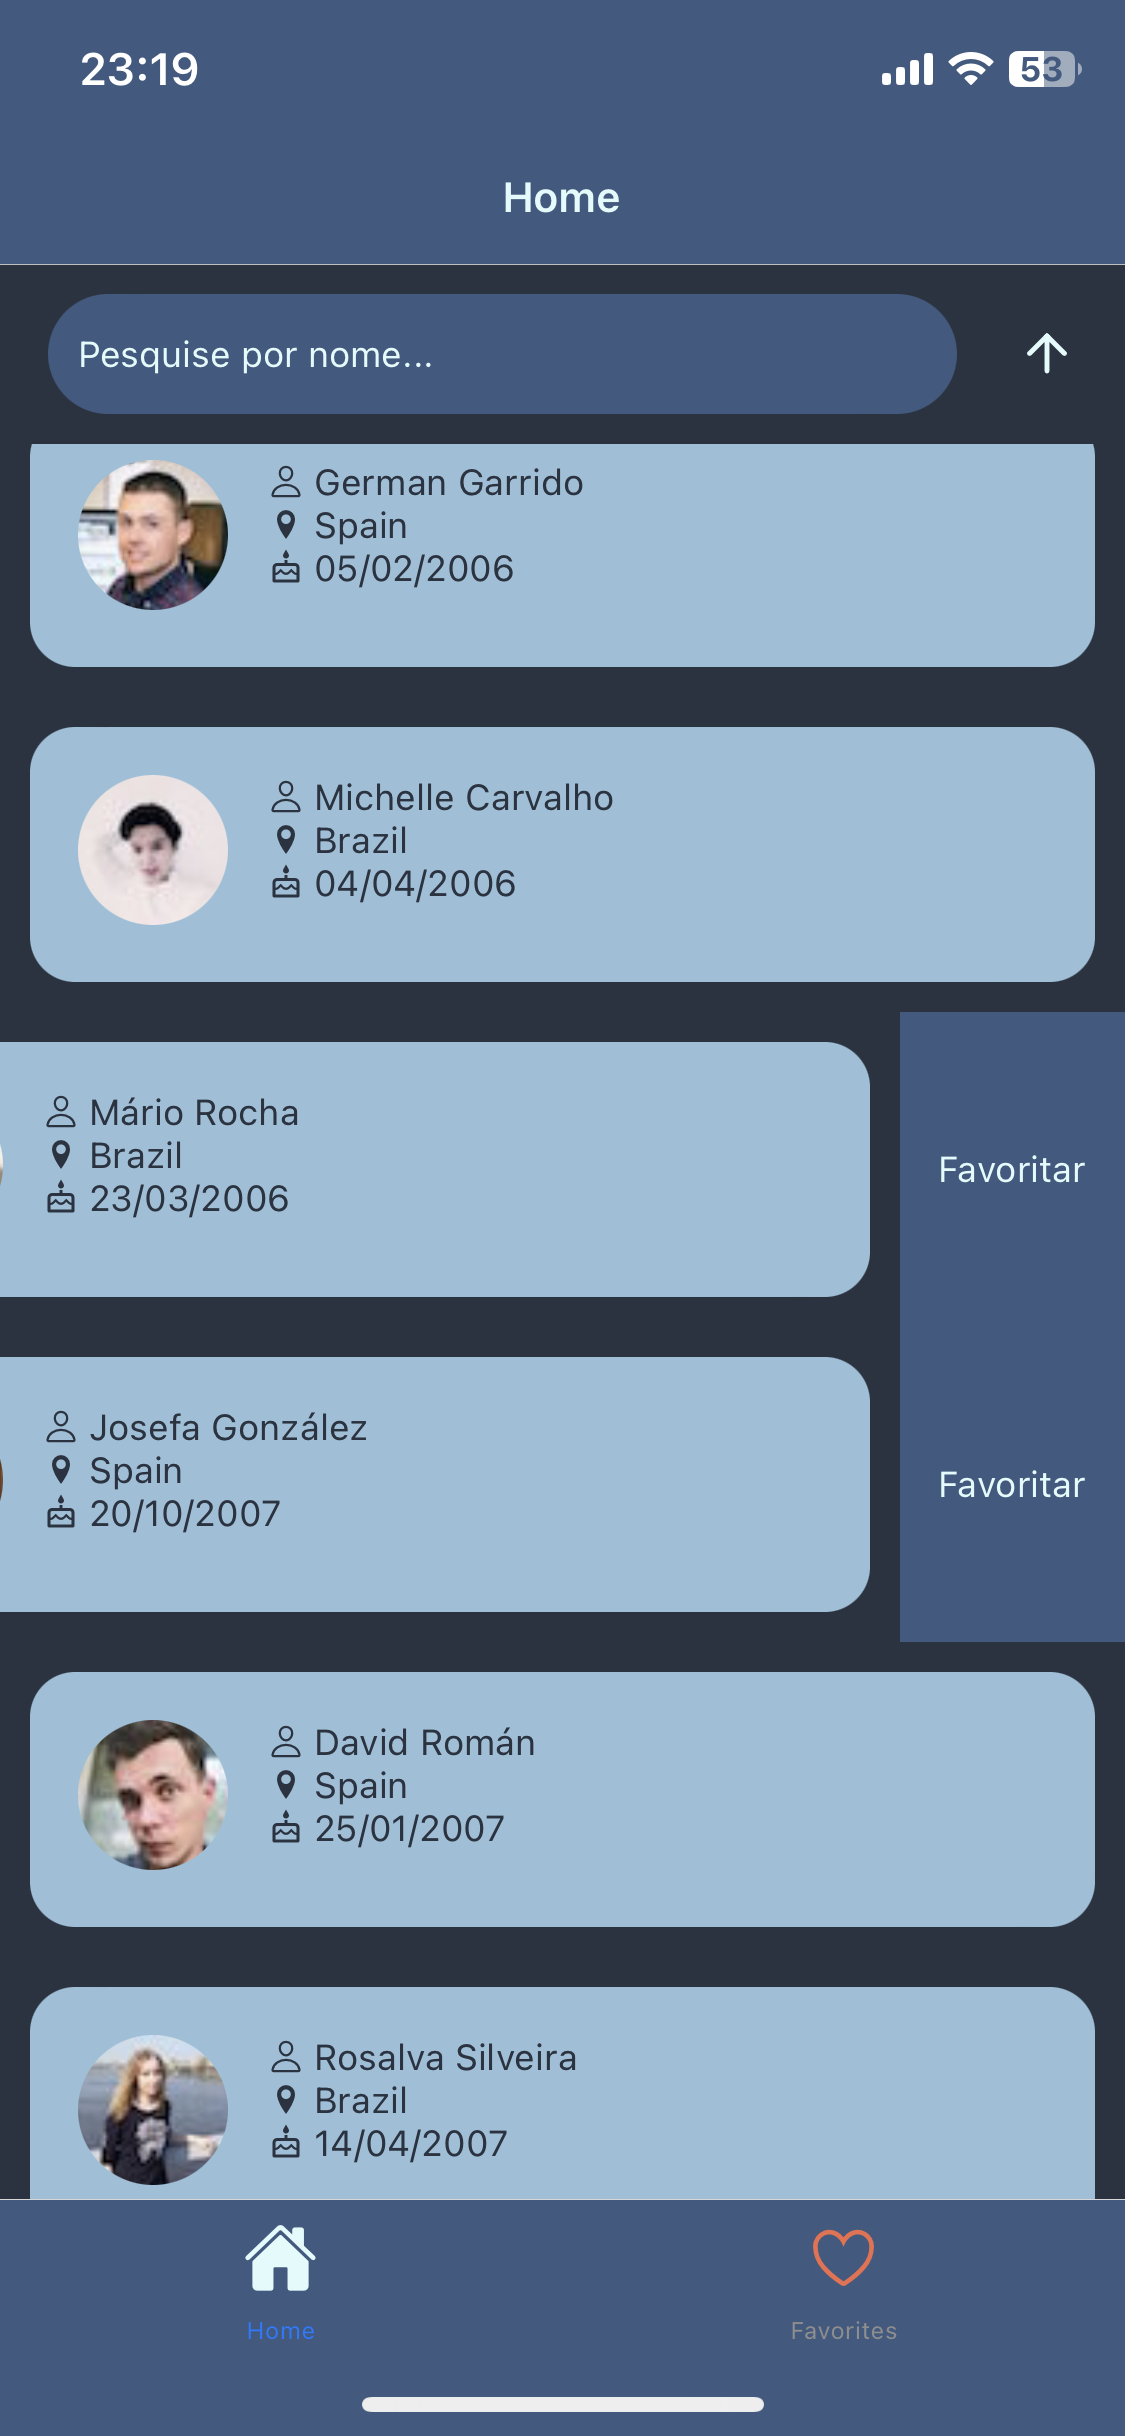 23:19
53
Home
Pesquise por nome...
German Garrido
Spain
05/02/2006
Michelle Carvalho
Brazil
04/04/2006
Mário Rocha
Brazil
23/03/2006
Favoritar
Josefa González
Spain
20/10/2007
Favoritar
David Román
Spain
25/01/2007
Rosalva Silveira
Brazil
14/04/2007
Home
Favorites